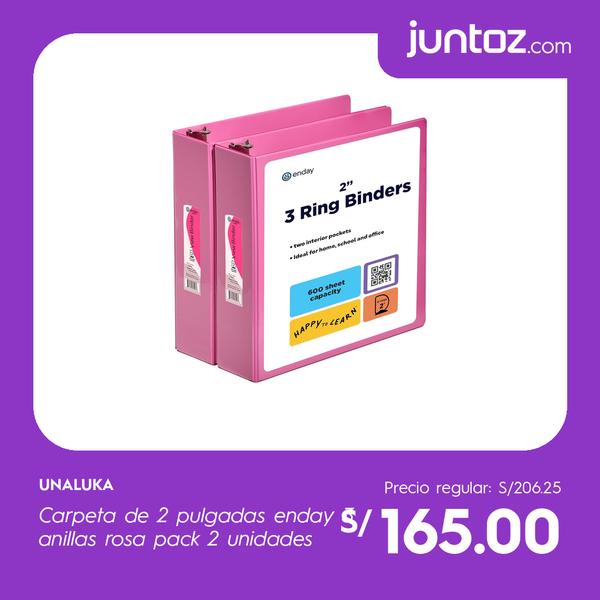 juntoz.com
enday
2”
3 Ring Binders
• two interior pockets
• Ideal for home, school and office
600 sheet
capacity
HAPPY TO LEARN
2"
UNALUKA
Precio regular: S/206.25
Carpeta de 2 pulgadas enday
anillas rosa pack 2 unidades
S/ 165.00